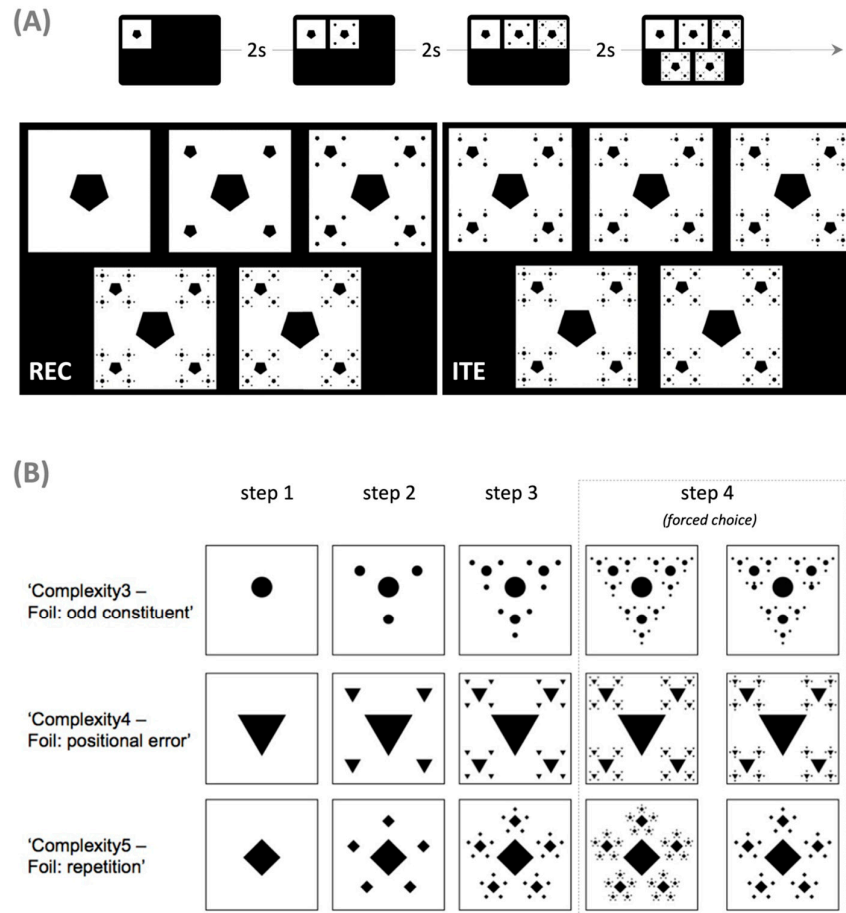 (A)
2s 2s 2s
REC ITE
(B)
step 1 step 2 step 3 step 4
(forced choice)
‘Complexity3 –
Foil: odd constituent’
‘Complexity4 –
Foil: positional error’
‘Complexity5 –
Foil: repetition’